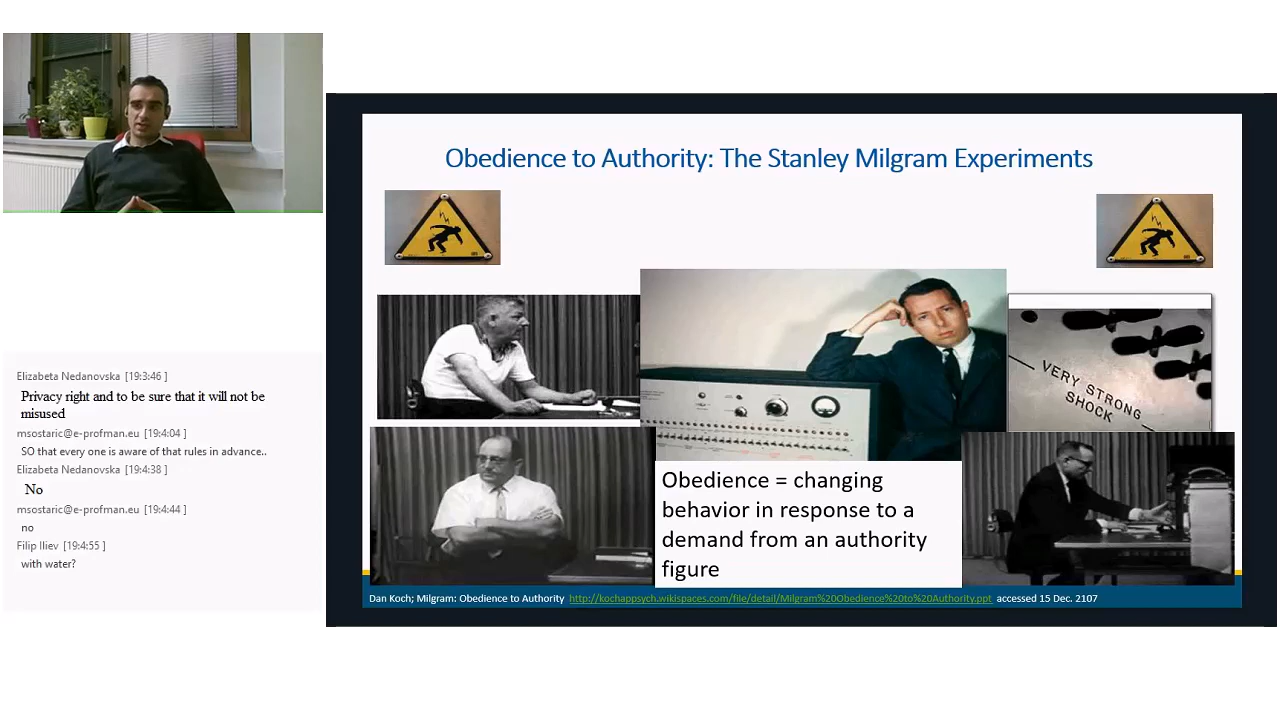 Elizabeta Nedanovska [19:3:46 ]
Privacy right and to be sure that it will not be
misused
msostaric@e-profman.eu [19:4:04 ]
SO that every one is aware of that rules in advance..
Elizabeta Nedanovska [19:4:38 ]
No
msostaric@e-profman.eu [19:4:44 ]
no
Filip Iliev [19:4:55 ]
with water?
Obedience to Authority: The Stanley Milgram Experiments
VERY STRONG
SHOCK
Obedience = changing
behavior in response to a
demand from an authority
figure
Dan Koch; Milgram: Obedience to Authority http://kochappsych.wikispaces.com/file/detail/Milgram%20Obedience%20to%20Authority.ppt accessed 15 Dec. 2107